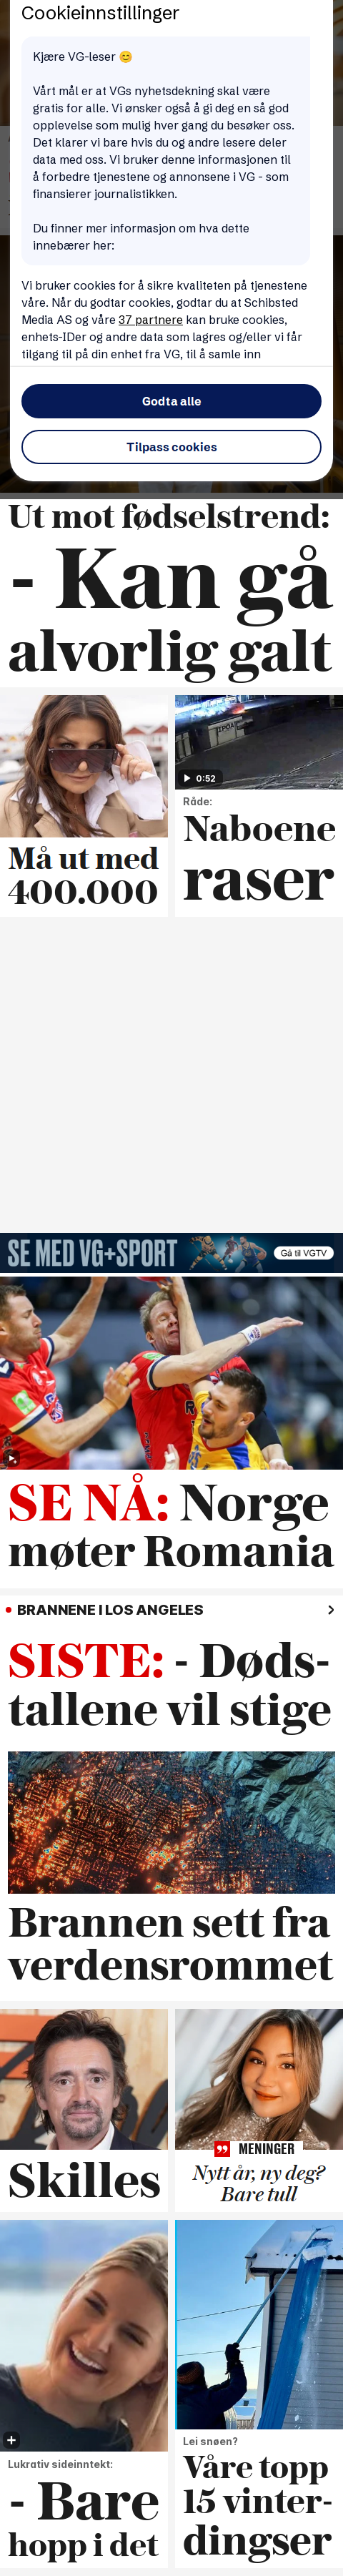 Cookieinnstillinger
Kjære VG-leser 😊
Vårt mål er at VGs nyhetsdekning skal være
gratis for alle. Vi ønsker også å gi deg en så god
opplevelse som mulig hver gang du besøker oss.
Det klarer vi bare hvis du og andre lesere deler
data med oss. Vi bruker denne informasjonen til
å forbedre tjenestene og annonsene i VG - som
finansierer journalistikken.
Du finner mer informasjon om hva dette
innebærer her:
Vi bruker cookies for å sikre kvaliteten på tjenestene
våre. Når du godtar cookies, godtar du at Schibsted
Media AS og våre 37 partnere kan bruke cookies,
enhets-IDer og andre data som lagres og/eller vi får
tilgang til på din enhet fra VG, til å samle inn
Godta alle
Tilpass cookies
Ut mot fødselstrend:
- Kan gå
alvorlig galt
Må ut med
400.000
0:52
Råde:
Naboene
raser
SE MED VG+SPORT
Gå til VGTV
SE NÅ: Norge
møter Romania
BRANNENE I LOS ANGELES
SISTE: - Døds-
tallene vil stige
Brannen sett fra
verdensrommet
Skilles
MENINGER
Nytt år, ny deg?
Bare tull
Lukrativ sideinntekt:
- Bare
hopp i det
Lei snøen?
Våre topp
15 vinter-
dingser